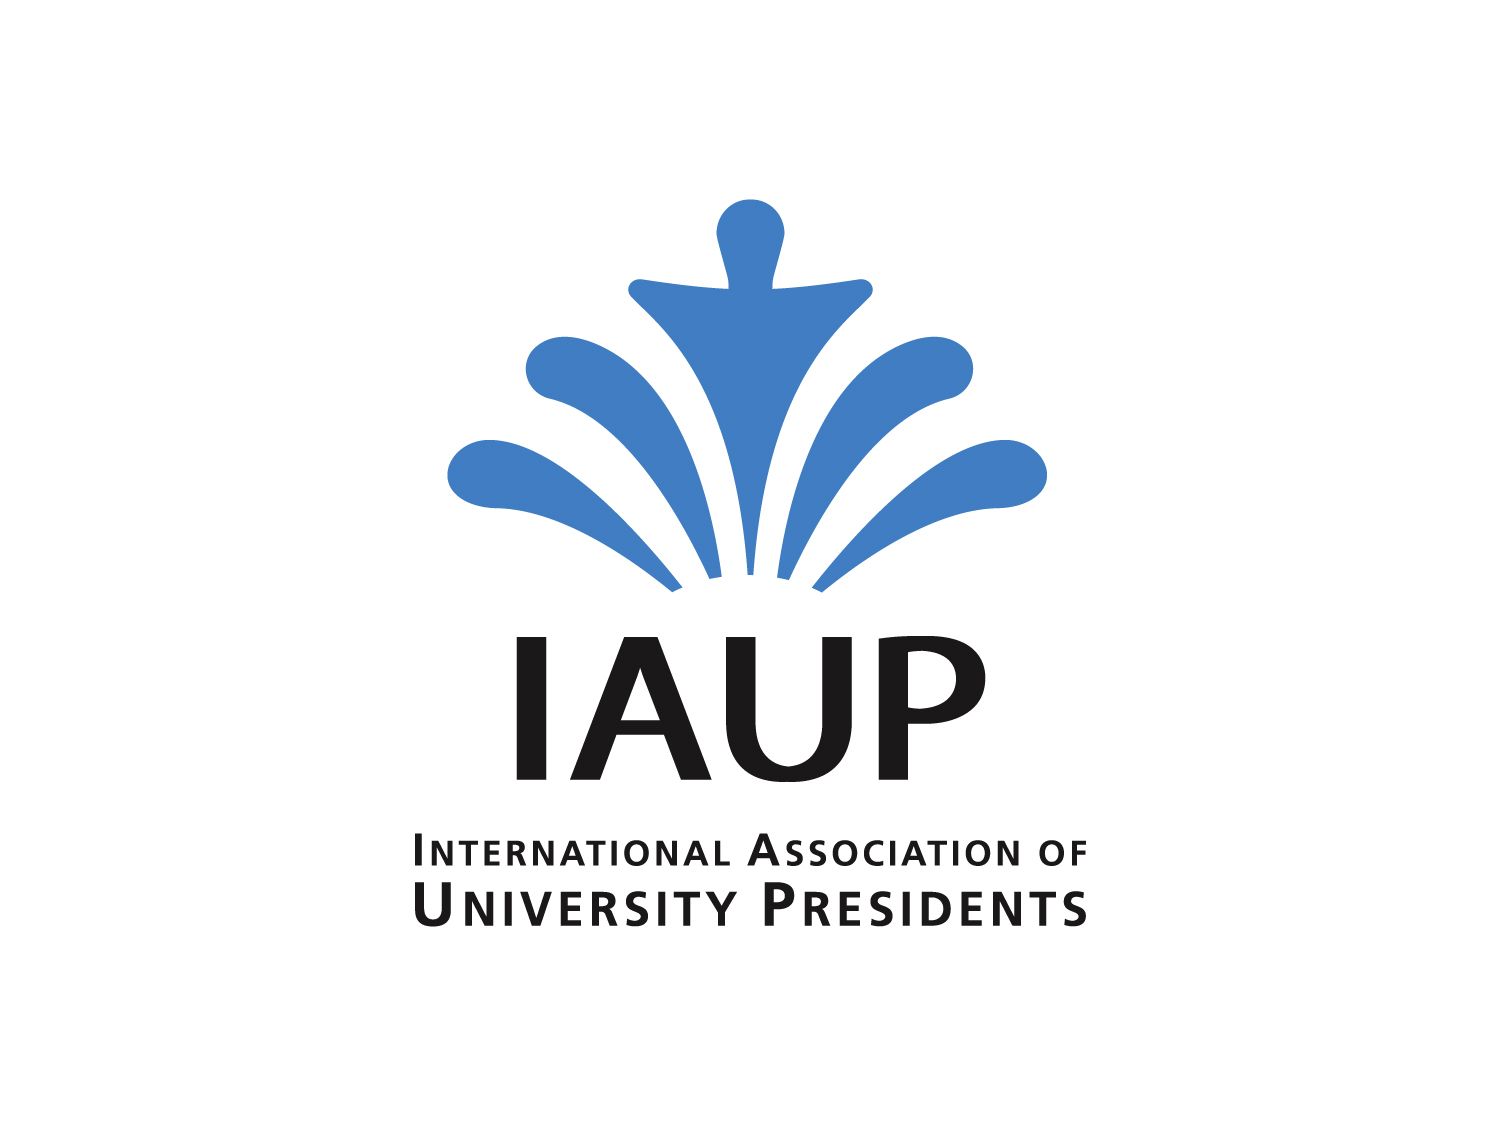 IAUP
INTERNATIONAL ASSOCIATION OF
UNIVERSITY PRESIDENTS